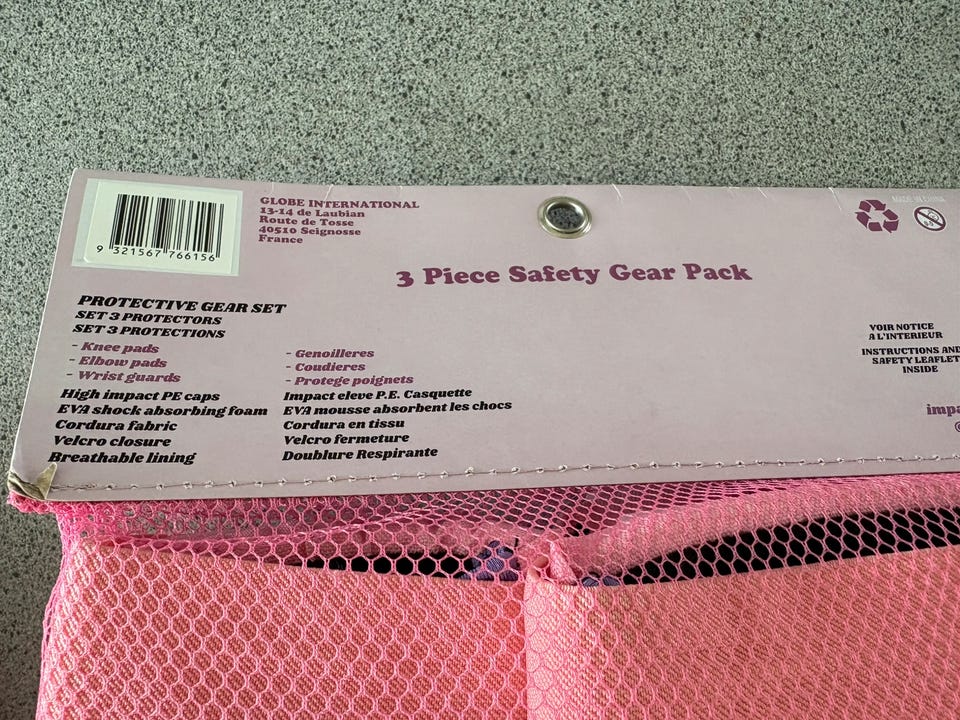 9 321567 766156
GLOBE INTERNATIONAL
13-14 de Laubian
Route de Tosse
40510 Seignosse
France
MADE IN CHINA
3 Piece Safety Gear Pack
PROTECTIVE GEAR SET
SET 3 PROTECTORS
SET 3 PROTECTIONS
- Knee pads
- Elbow pads
- Wrist guards
- Genoilleres
- Coudieres
- Protege poignets
High impact PE caps
EVA shock absorbing foam
Cordura fabric
Velcro closure
Breathable lining
Impact eleve P.E. Casquette
EVA mousse absorbent les chocs
Cordura en tissu
Velcro fermeture
Doublure Respirante
VOIR NOTICE
A L'INTERIEUR
INSTRUCTIONS AND
SAFETY LEAFLET
INSIDE
impa